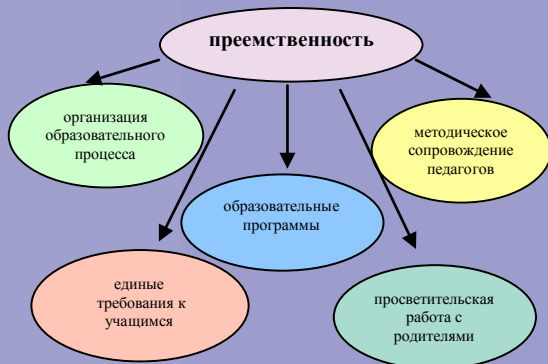 преемственность
организация
образовательного
процесса
методическое
сопровождение
педагогов
образовательные
программы
единые
требования к
учащимся
просветительская
работа с
родителями